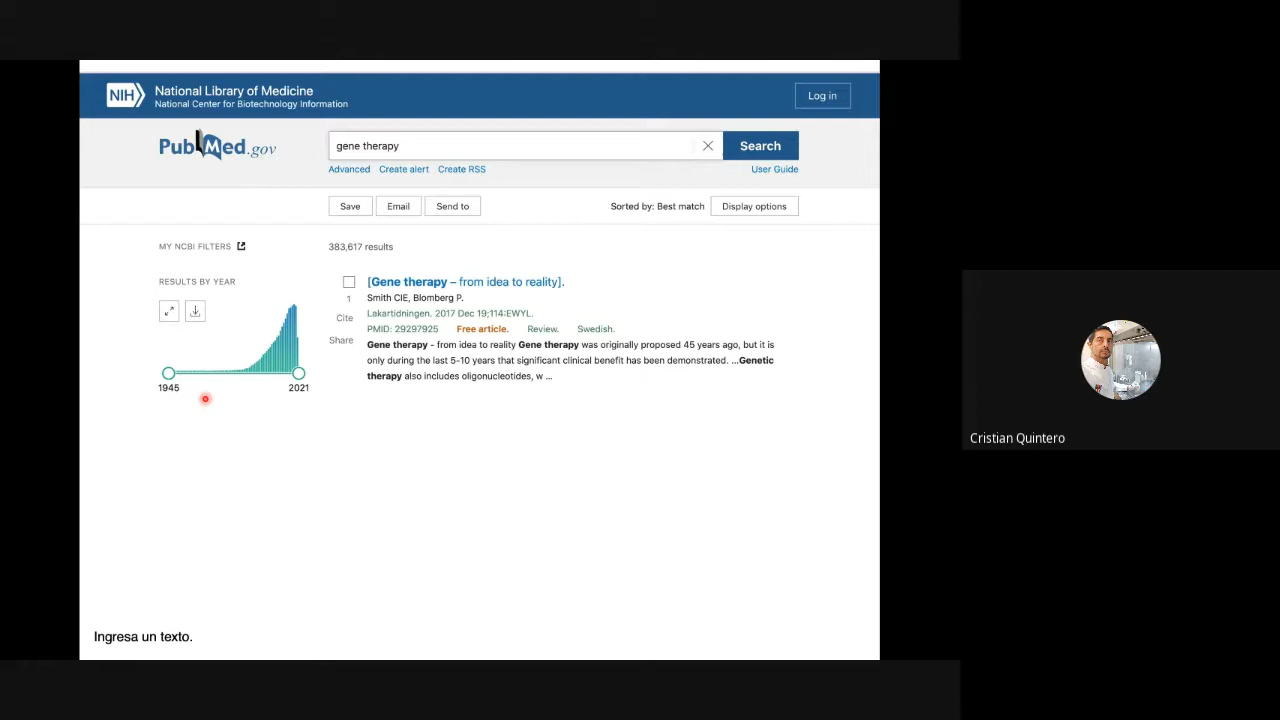 NIH National Library of Medicine
National Center for Biotechnology Information
Log in
PubMed.gov
gene therapy
Search
Advanced Create alert Create RSS
User Guide
Save Email Send to
Sorted by: Best match Display options
MY NCBI FILTERS
383,617 results
RESULTS BY YEAR
1945 2021
[Gene therapy – from idea to reality].
1
Smith CIE, Blomberg P.
Cite
Lakartidningen. 2017 Dec 19;114:EWYL.
Share
PMID: 29297925 Free article. Review. Swedish.
Gene therapy - from idea to reality Gene therapy was originally proposed 45 years ago, but it is
only during the last 5-10 years that significant clinical benefit has been demonstrated. ...Genetic
therapy also includes oligonucleotides, w ...
Ingresa un texto.
Cristian Quintero